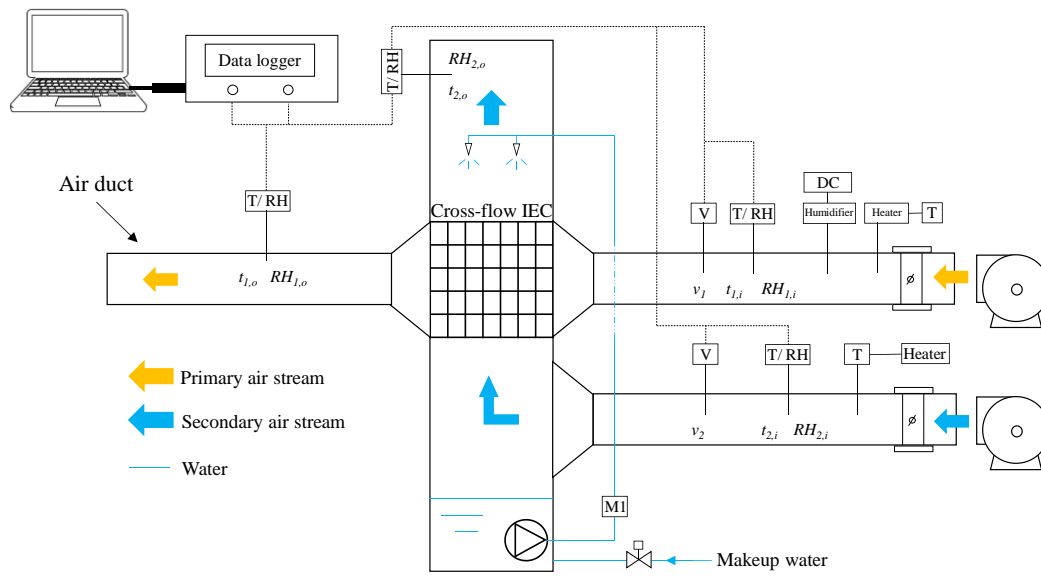 Data logger
T/ RH
RH2,o
t2,o
Air duct
T/ RH
Cross-flow IEC
V
T/ RH
DC
Humidifier
Heater
T
t1,o RH1,o
v1 t1,i RH1,i
V
T/ RH
T
Heater
Primary air stream
Secondary air stream
Water
v2 t2,i RH2,i
M1
Makeup water